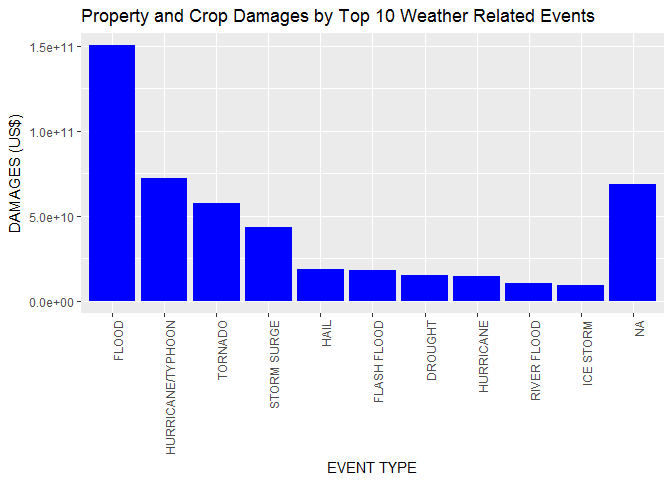 Property and Crop Damages by Top 10 Weather Related Events
DAMAGES (US$)
1.5e+11
1.0e+11
5.0e+10
0.0e+00
FLOOD
HURRICANE/TYPHOON
TORNADO
STORM SURGE
HAIL
FLASH FLOOD
DROUGHT
HURRICANE
RIVER FLOOD
ICE STORM
NA
EVENT TYPE